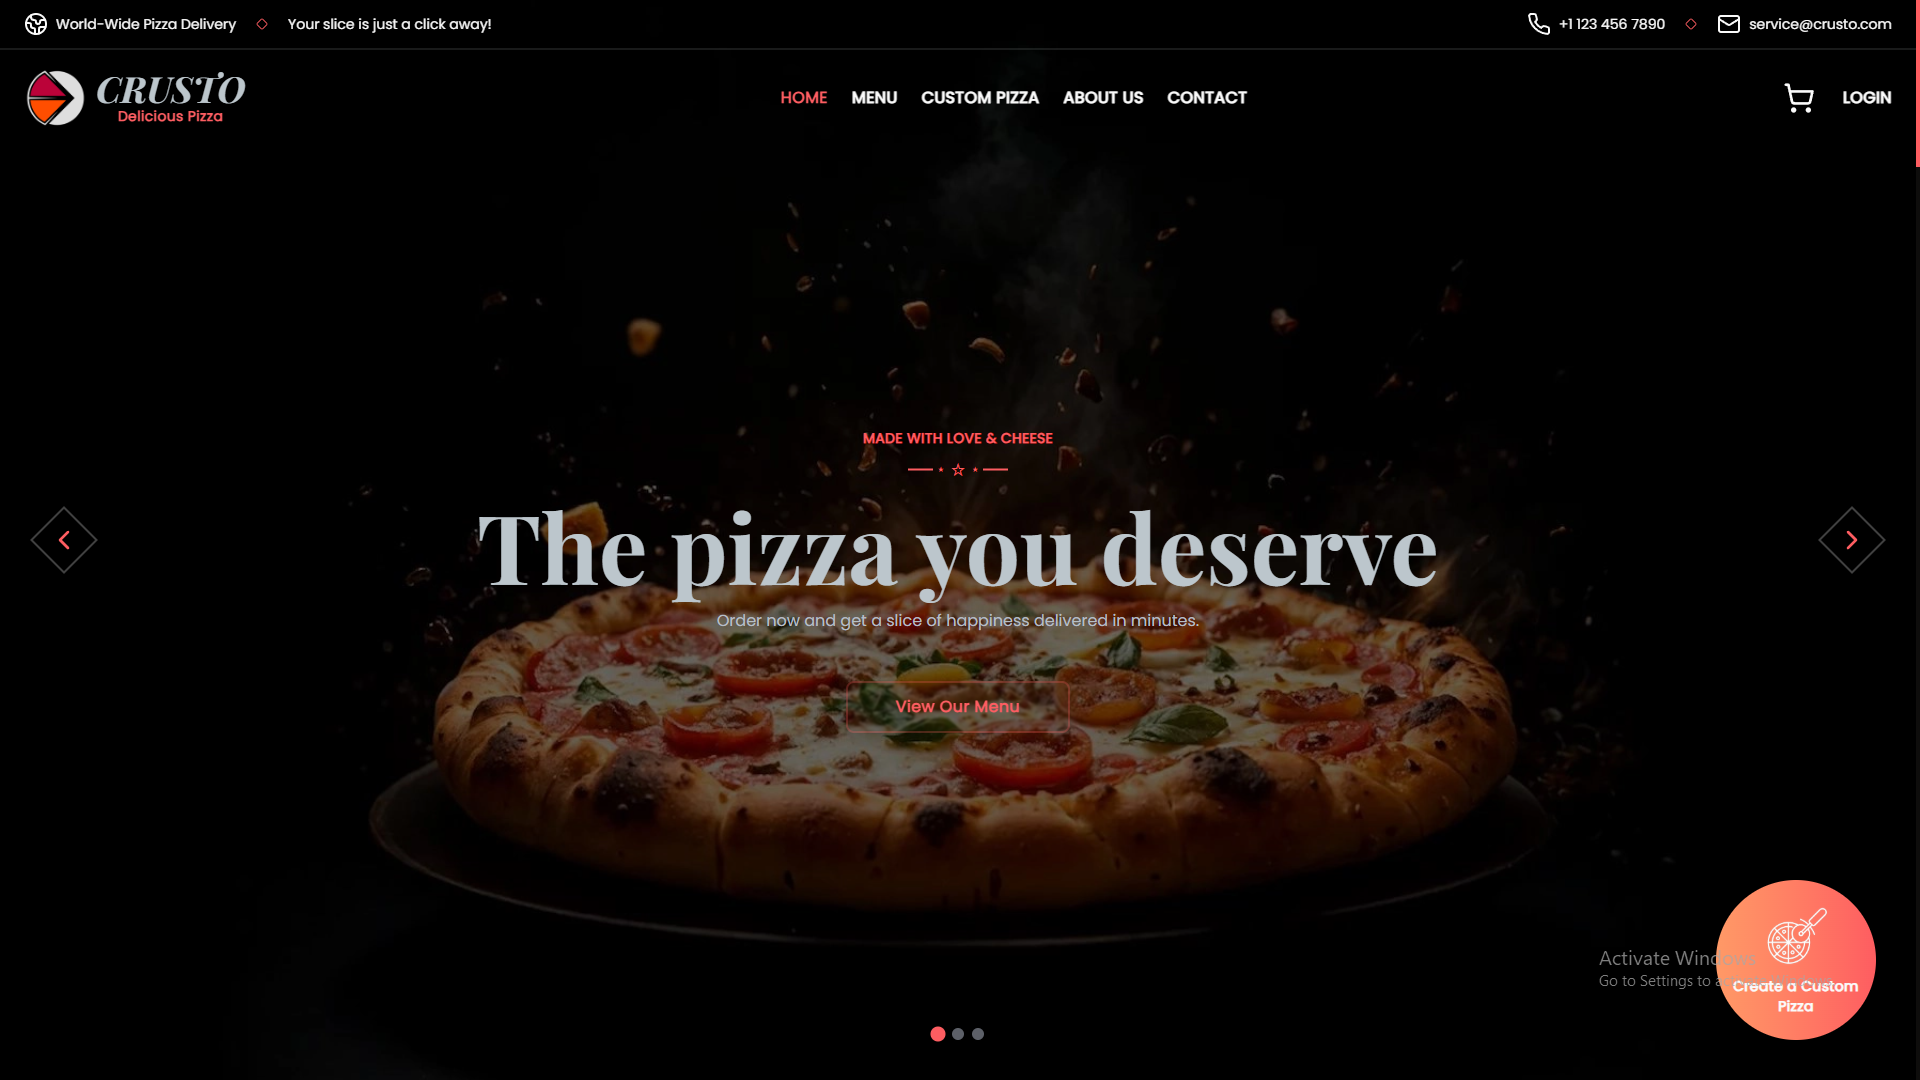 World-Wide Pizza Delivery
Your slice is just a click away!
+1 123 456 7890
service@crusto.com
CRUSTO
Delicious Pizza
HOME
MENU
CUSTOM PIZZA
ABOUT US
CONTACT
LOGIN
MADE WITH LOVE & CHEESE
The pizza you deserve
Order now and get a slice of happiness delivered in minutes.
View Our Menu
Activate Windows
Go to Settings to
Create a Custom
Pizza